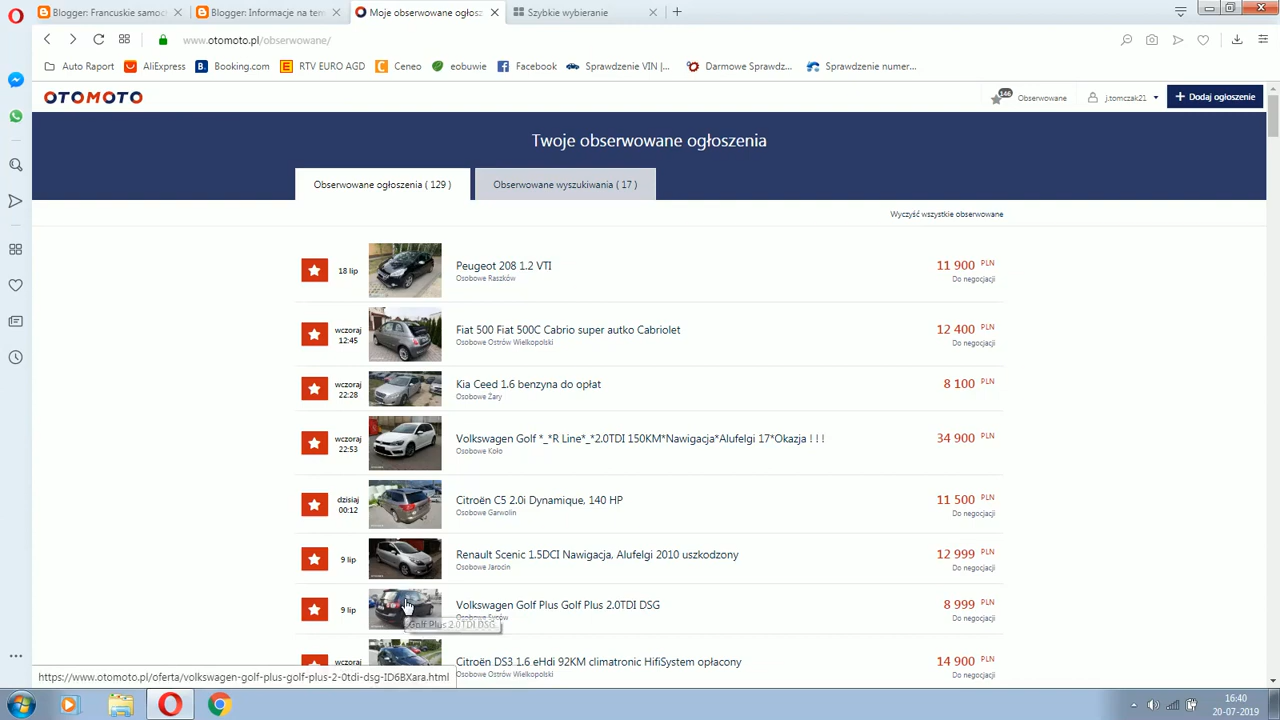 Blogger: Francuskie samoc
Blogger: Informacje na tem
Moje obserwowane ogłosz
Szybkie wybieranie
www.otomoto.pl/obserwowane/
Auto Raport
AliExpress
Booking.com
RTV EURO AGD
Ceneo
eobuwie
Facebook
Sprawdzenie VIN |...
Darmowe Sprawdz...
Sprawdzenie numer...
OTOMOTO
146
Obserwowane
j.tomczak21
+ Dodaj ogłoszenie
Twoje obserwowane ogłoszenia
Obserwowane ogłoszenia ( 129 )
Obserwowane wyszukiwania ( 17 )
Wyczyść wszystkie obserwowane
18 lip
Peugeot 208 1.2 VTI
Osobowe Raszków
11 900 PLN
Do negocjacji
wczoraj
12:45
Fiat 500 Fiat 500C Cabrio super autko Cabriolet
Osobowe Ostrów Wielkopolski
12 400 PLN
Do negocjacji
wczoraj
22:28
Kia Ceed 1.6 benzyna do opłat
Osobowe Żary
8 100 PLN
wczoraj
22:53
Volkswagen Golf *_*R Line*_*2.0TDI 150KM*Nawigacja*Alufelgi 17*Okazja ! ! !
Osobowe Koło
34 900 PLN
dzisiaj
00:12
Citroën C5 2.0i Dynamique, 140 HP
Osobowe Garwolin
11 500 PLN
Do negocjacji
9 lip
Renault Scenic 1.5DCI Nawigacja, Alufelgi 2010 uszkodzony
Osobowe Jarocin
12 999 PLN
Do negocjacji
9 lip
Volkswagen Golf Plus Golf Plus 2.0TDI DSG
Osobowe
8 999 PLN
Do negocjacji
Golf Plus 2.0TDI DSG
wczoraj
Citroën DS3 1.6 eHdi 92KM climatronic HifiSystem opłacony
Osobowe Ostrów Wielkopolski
14 900 PLN
Do negocjacji
https://www.otomoto.pl/oferta/volkswagen-golf-plus-golf-plus-2-0tdi-dsg-ID6BXara.html
16:40
20-07-2019